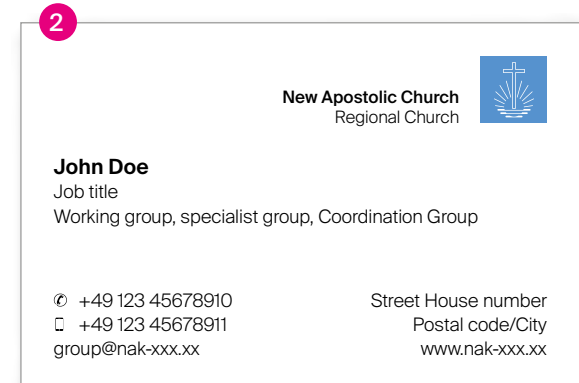 2
New Apostolic Church
Regional Church
John Doe
Job title
Working group, specialist group, Coordination Group
✆ +49 123 45678910
+49 123 45678911
group@nak-xxx.xx
Street House number
Postal code/City
www.nak-xxx.xx